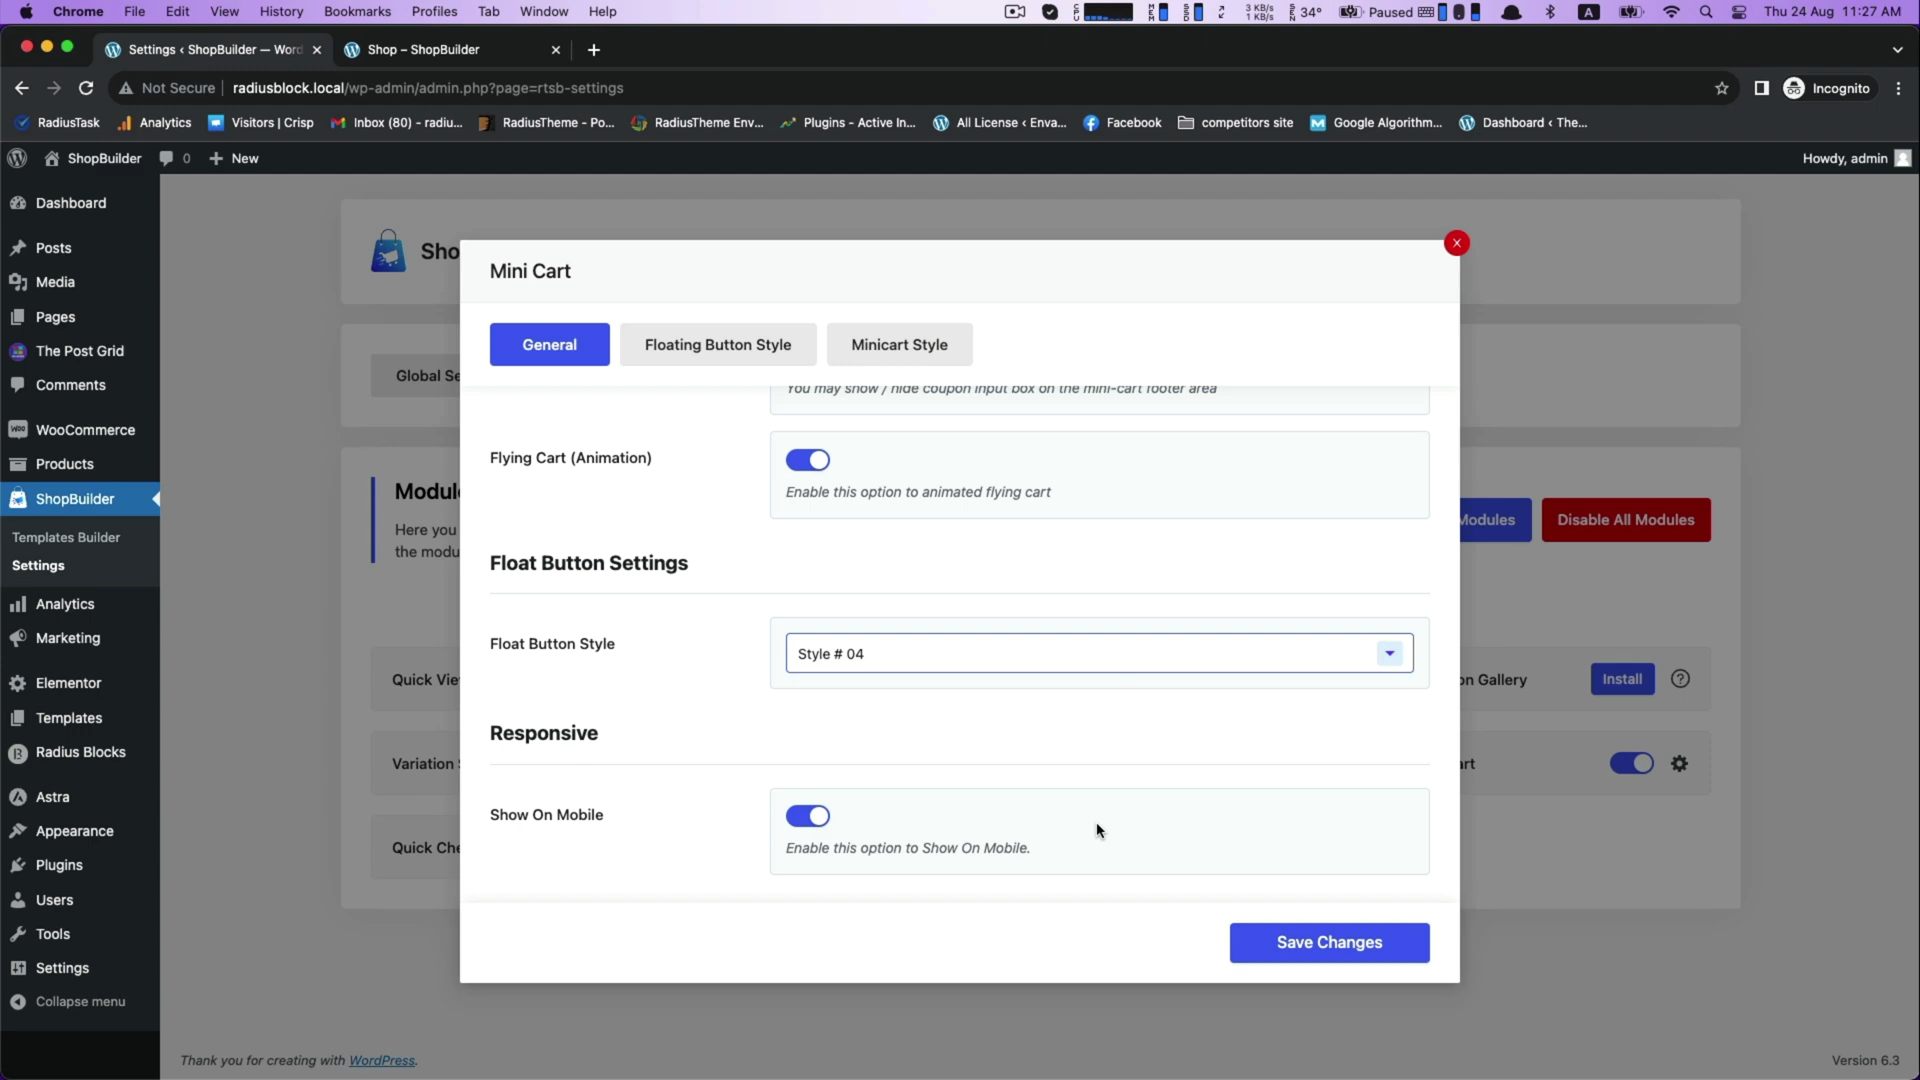 Chrome File Edit View History Bookmarks Profiles Tab Window Help
3 KB/s
1 KB/s
34° Paused A Thu 24 Aug 11:27 AM
Settings ‹ ShopBuilder — Word
Shop – ShopBuilder
Not Secure radiusblock.local/wp-admin/admin.php?page=rtsb-settings Incognito
RadiusTask Analytics Visitors | Crisp Inbox (80) - radiu... RadiusTheme - Po... RadiusTheme Env... Plugins - Active In... All License ‹ Enva... Facebook competitors site Google Algorithm... Dashboard ‹ The...
ShopBuilder 0 New Howdy, admin
Dashboard
Posts
Media
Pages
The Post Grid
Comments
WooCommerce
Products
ShopBuilder
Templates Builder
Settings
Analytics
Marketing
Elementor
Templates
Radius Blocks
Astra
Appearance
Plugins
Users
Tools
Settings
Collapse menu
Sho
Global Se
Modul
Here you
the modu
Modules
Disable All Modules
Quick Vie
on Gallery
Install
Variation
art
Quick Che
Mini Cart
X
General
Floating Button Style
Minicart Style
You may show / hide coupon input box on the mini-cart footer area
Flying Cart (Animation)
Enable this option to animated flying cart
Float Button Settings
Float Button Style
Style # 04
Responsive
Show On Mobile
Enable this option to Show On Mobile.
Save Changes
Thank you for creating with WordPress.
Version 6.3